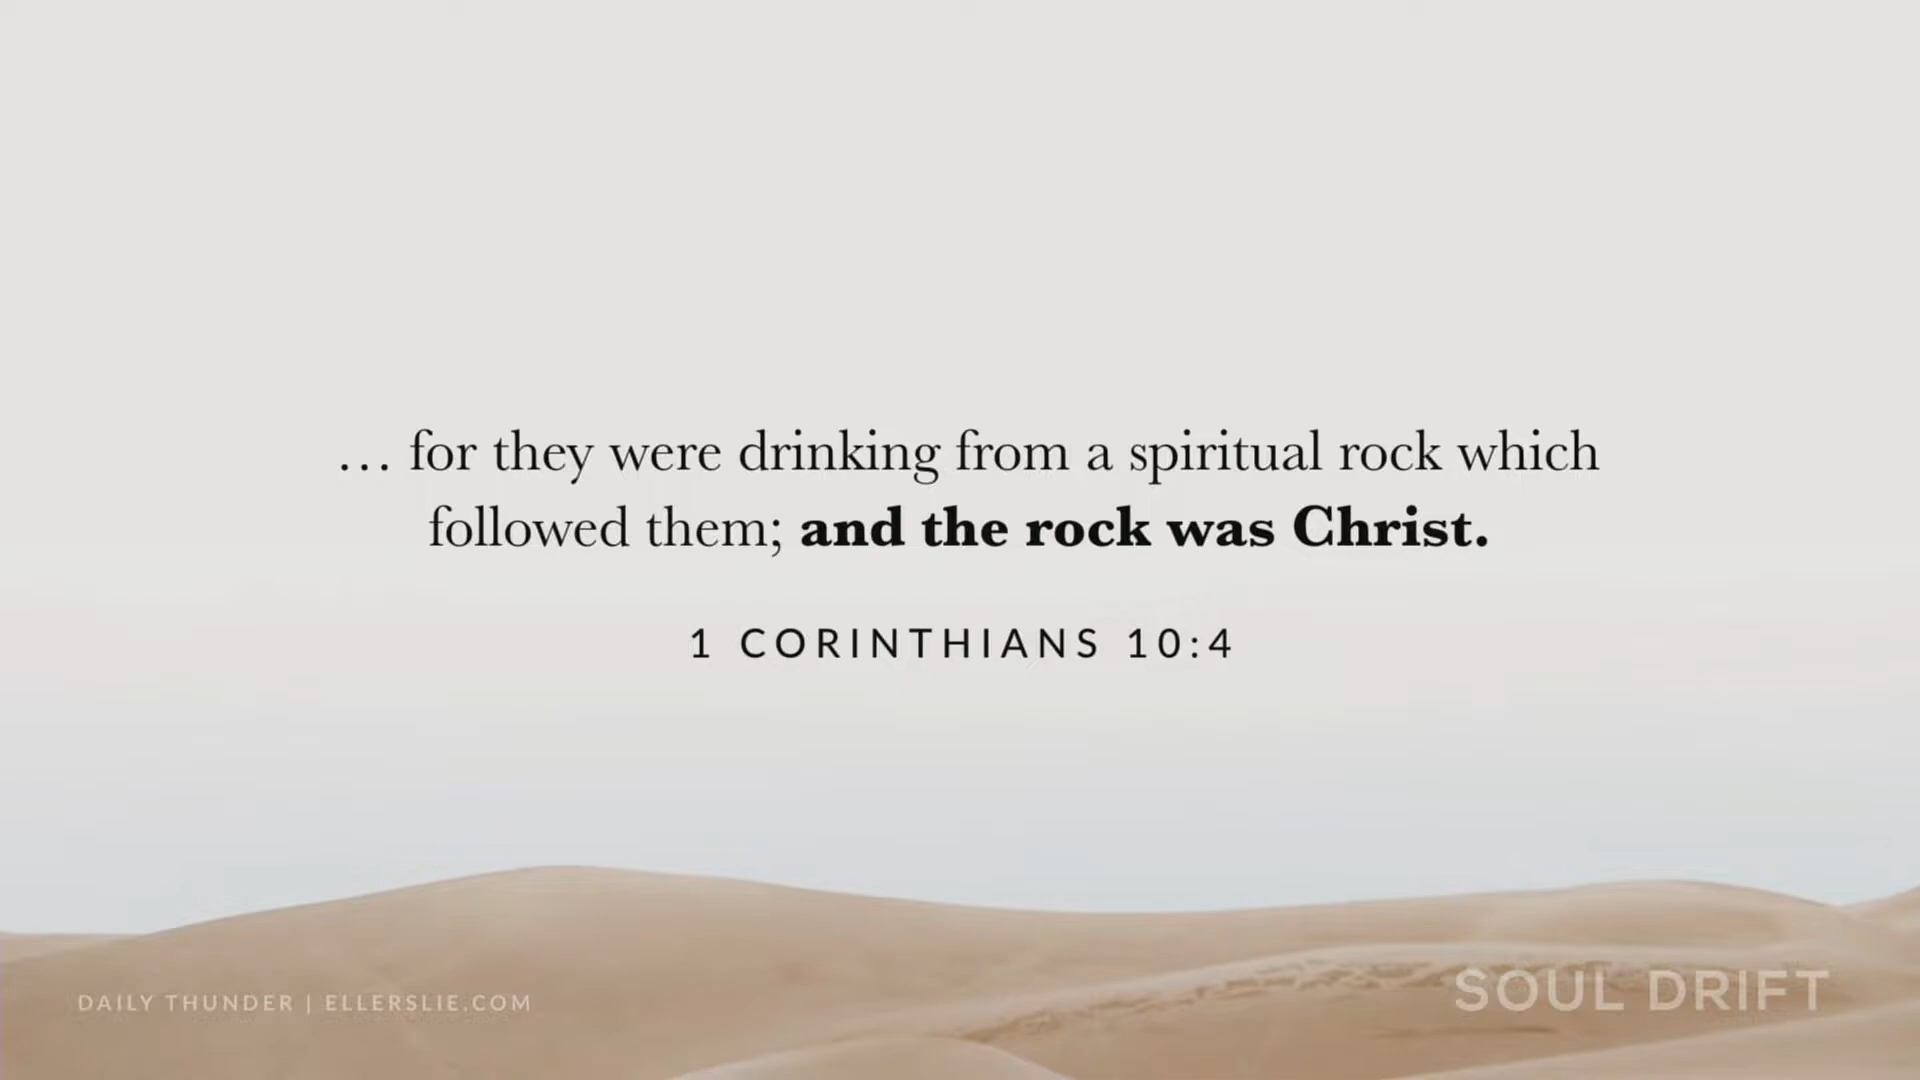 … for they were drinking from a spiritual rock which
followed them; and the rock was Christ.
1 CORINTHIANS 10:4
DAILY THUNDER | ELLERSLIE.COM
SOUL DRIFT